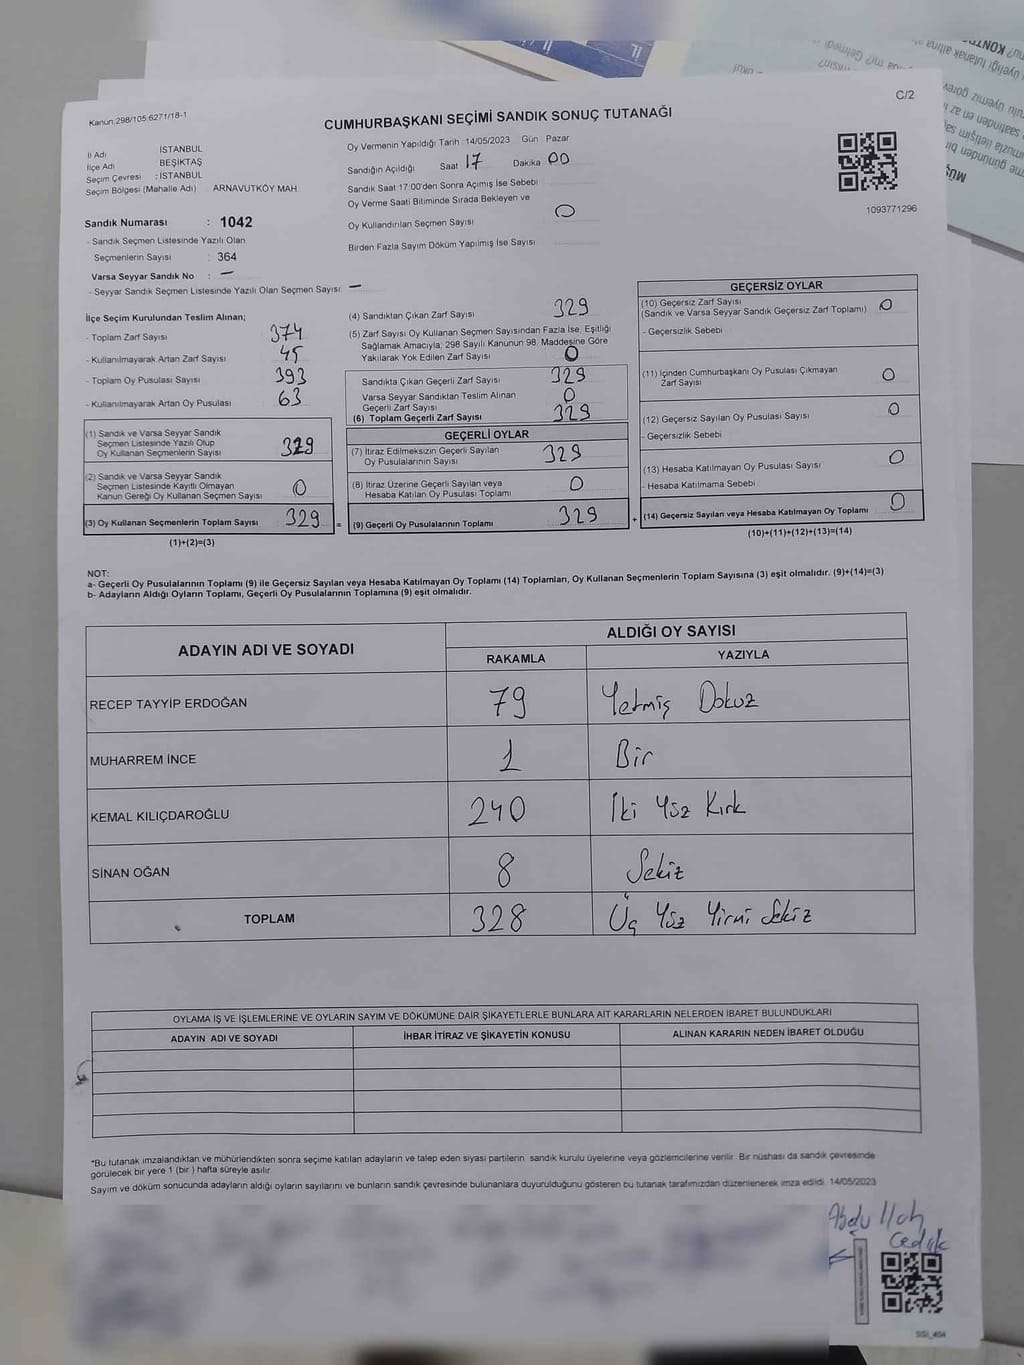 Kanun:298/105;6271/18-1
CUMHURBAŞKANI SEÇİMİ SANDIK SONUÇ TUTANAĞI
C/2
İl Adı İSTANBUL
İlçe Adı BEŞİKTAŞ
Seçim Çevresi : İSTANBUL
Seçim Bölgesi (Mahalle Adı) ARNAVUTKÖY MAH.
Oy Vermenin Yapıldığı Tarih 14/05/2023 Gün : Pazar
Sandığın Açıldığı Saat 17 Dakika 00
Sandık Saat 17:00'den Sonra Açımış İse Sebebi
Oy Verme Saati Bitiminde Sırada Bekleyen ve
Oy Kullandırılan Seçmen Sayısı 0
Birden Fazla Sayım Döküm Yapılmış İse Sayısı
1093771296
Sandık Numarası : 1042
- Sandık Seçmen Listesinde Yazılı Olan
Seçmenlerin Sayısı : 364
Varsa Seyyar Sandık No : —
- Seyyar Sandık Seçmen Listesinde Yazılı Olan Seçmen Sayısı: —
İlçe Seçim Kurulundan Teslim Alınan;
- Toplam Zarf Sayısı 374
- Kullanılmayarak Artan Zarf Sayısı 45
- Toplam Oy Pusulası Sayısı 393
- Kullanılmayarak Artan Oy Pusulası 63
(1) Sandık ve Varsa Seyyar Sandık
Seçmen Listesinde Yazılı Olup
Oy Kullanan Seçmenlerin Sayısı 329
(2) Sandık ve Varsa Seyyar Sandık
Seçmen Listesinde Kayıtlı Olmayan
Kanun Gereği Oy Kullanan Seçmen Sayısı 0
(3) Oy Kullanan Seçmenlerin Toplam Sayısı 329 =
(1)+(2)=(3)
(4) Sandıktan Çıkan Zarf Sayısı 329
(5) Zarf Sayısı Oy Kullanan Seçmen Sayısından Fazla İse, Eşitliği
Sağlamak Amacıyla; 298 Sayılı Kanunun 98. Maddesine Göre
Yakılarak Yok Edilen Zarf Sayısı 0
Sandıkta Çıkan Geçerli Zarf Sayısı 329
Varsa Seyyar Sandıktan Teslim Alınan
Geçerli Zarf Sayısı 0
(6) Toplam Geçerli Zarf Sayısı 329
GEÇERLİ OYLAR
(7) İtiraz Edilmeksizin Geçerli Sayılan
Oy Pusulalarının Sayısı 329
(8) İtiraz Üzerine Geçerli Sayılan veya
Hesaba Katılan Oy Pusulası Toplamı 0
(9) Geçerli Oy Pusulalarının Toplamı 329 +
GEÇERSİZ OYLAR
(10) Geçersiz Zarf Sayısı
(Sandık ve Varsa Seyyar Sandık Geçersiz Zarf Toplamı) 0
- Geçersizlik Sebebi
(11) İçinden Cumhurbaşkanı Oy Pusulası Çıkmayan
Zarf Sayısı 0
(12) Geçersiz Sayılan Oy Pusulası Sayısı 0
- Geçersizlik Sebebi
(13) Hesaba Katılmayan Oy Pusulası Sayısı 0
- Hesaba Katılmama Sebebi
(14) Geçersiz Sayılan veya Hesaba Katılmayan Oy Toplamı 0
(10)+(11)+(12)+(13)=(14)
NOT:
a- Geçerli Oy Pusulalarının Toplamı (9) ile Geçersiz Sayılan veya Hesaba Katılmayan Oy Toplamı (14) Toplamları, Oy Kullanan Seçmenlerin Toplam Sayısına (3) eşit olmalıdır. (9)+(14)=(3)
b- Adayların Aldığı Oyların Toplamı, Geçerli Oy Pusulalarının Toplamına (9) eşit olmalıdır.
ADAYIN ADI VE SOYADI
ALDIĞI OY SAYISI
RAKAMLA YAZIYLA
RECEP TAYYİP ERDOĞAN 79 Yetmiş Dokuz
MUHARREM İNCE 1 Bir
KEMAL KILIÇDAROĞLU 240 İki Yüz Kırk
SİNAN OĞAN 8 Sekiz
TOPLAM 328 Üç Yüz Yirmi Sekiz
OYLAMA İŞ VE İŞLEMLERİNE VE OYLARIN SAYIM VE DÖKÜMÜNE DAİR ŞİKAYETLERLE BUNLARA AİT KARARLARIN NELERDEN İBARET BULUNDUKLARI
ADAYIN ADI VE SOYADI İHBAR İTİRAZ VE ŞİKAYETİN KONUSU ALINAN KARARIN NEDEN İBARET OLDUĞU
*Bu tutanak imzalandıktan ve mühürlendikten sonra seçime katılan adayların ve talep eden siyasi partilerin sandık kurulu üyelerine veya gözlemcilerine verilir. Bir nüshası da sandık çevresinde
görülecek bir yere 1 (bir ) hafta süreyle asılır.
Sayım ve döküm sonucunda adayların aldığı oyların sayılarını ve bunların sandık çevresinde bulunanlara duyurulduğunu gösteren bu tutanak tarafımızdan düzenlenerek imza edildi. 14/05/2023
Abdullah